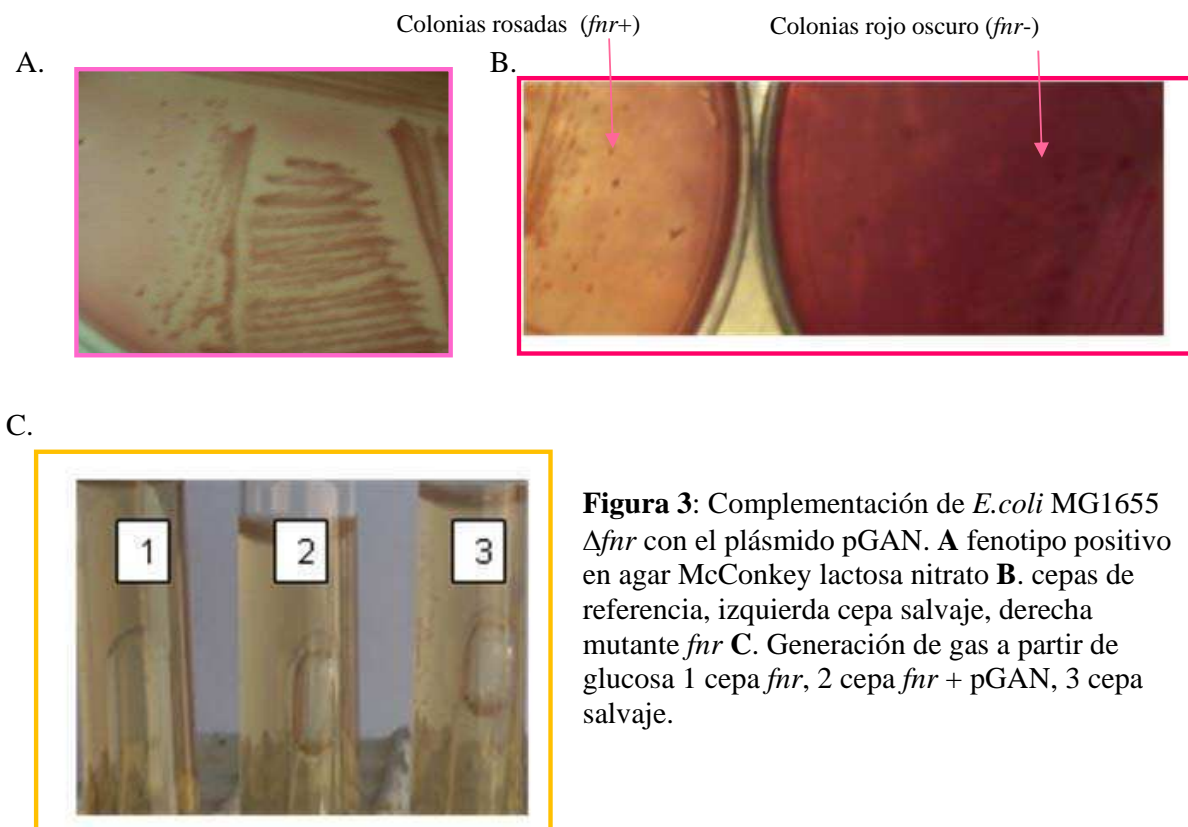 Colonias rosadas (fnr+)
Colonias rojo oscuro (fnr-)
A.
B.
C.
1
2
3
Figura 3: Complementación de E.coli MG1655
Δfnr con el plásmido pGAN. A fenotipo positivo
en agar McConkey lactosa nitrato B. cepas de
referencia, izquierda cepa salvaje, derecha
mutante fnr C. Generación de gas a partir de
glucosa 1 cepa fnr, 2 cepa fnr + pGAN, 3 cepa
salvaje.